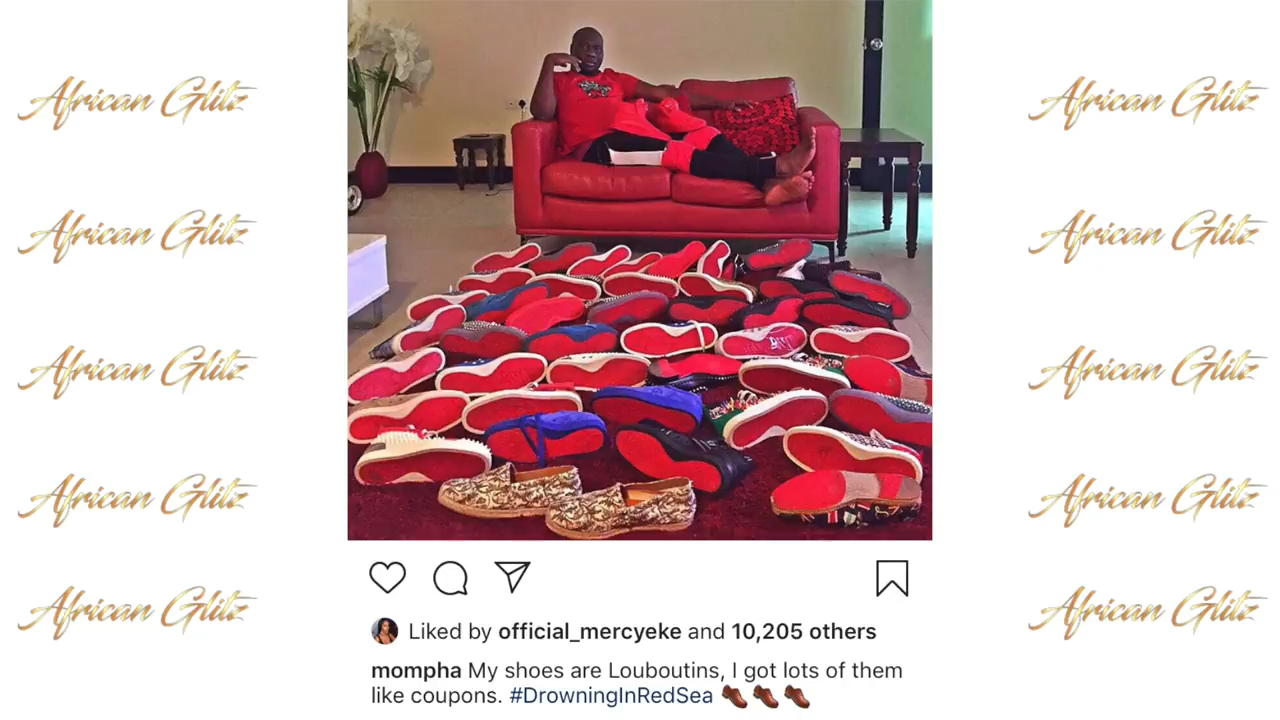 African Glitz
African Glitz
African Glitz
African Glitz
African Glitz
African Glitz
African Glitz
African Glitz
African Glitz
African Glitz
Liked by official_mercyeke and 10,205 others
mompha My shoes are Louboutins, I got lots of them
like coupons. #DrowningInRedSea 👞👞👞